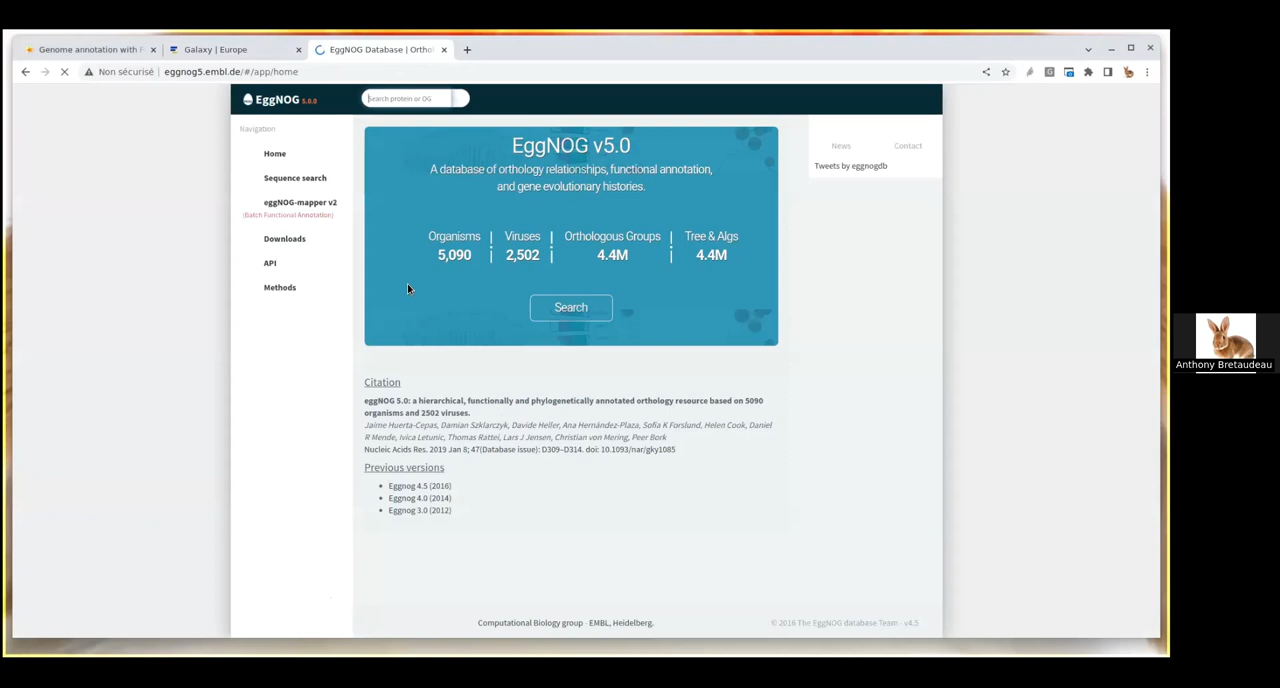 Genome annotation with F
Galaxy | Europe
EggNOG Database | Ortho
Non sécurisé
eggnog5.embl.de/#/app/home
EggNOG 5.0.0
Search protein or OG
Navigation
Home
Sequence search
eggNOG-mapper v2
(Batch Functional Annotation)
Downloads
API
Methods
EggNOG v5.0
A database of orthology relationships, functional annotation,
and gene evolutionary histories.
Organisms | Viruses | Orthologous Groups | Tree & Algs
5,090 | 2,502 | 4.4M | 4.4M
Search
News Contact
Tweets by eggnogdb
Citation
eggNOG 5.0: a hierarchical, functionally and phylogenetically annotated orthology resource based on 5090
organisms and 2502 viruses.
Jaime Huerta-Cepas, Damian Szklarczyk, Davide Heller, Ana Hernández-Plaza, Sofia K Forslund, Helen Cook, Daniel
R Mende, Ivica Letunic, Thomas Rattei, Lars J Jensen, Christian von Mering, Peer Bork
Nucleic Acids Res. 2019 Jan 8; 47(Database issue): D309–D314. doi: 10.1093/nar/gky1085
Previous versions
Eggnog 4.5 (2016)
Eggnog 4.0 (2014)
Eggnog 3.0 (2012)
Computational Biology group - EMBL, Heidelberg.
© 2016 The EggNOG database Team - v4.5
Anthony Bretaudeau